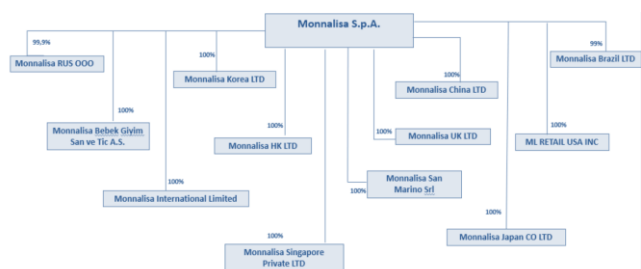 Monnalisa S.p.A.
99,9%
Monnalisa RUS OOO
100%
Monnalisa Korea LTD
100%
Monnalisa China LTD
99%
Monnalisa Brazil LTD
100%
Monnalisa Bebek Giyim
San ve Tic A.S.
100%
Monnalisa HK LTD
100%
Monnalisa UK LTD
100%
ML RETAIL USA INC
100%
Monnalisa International Limited
100%
Monnalisa San
Marino Srl
100%
Monnalisa Singapore
Private LTD
100%
Monnalisa Japan CO LTD